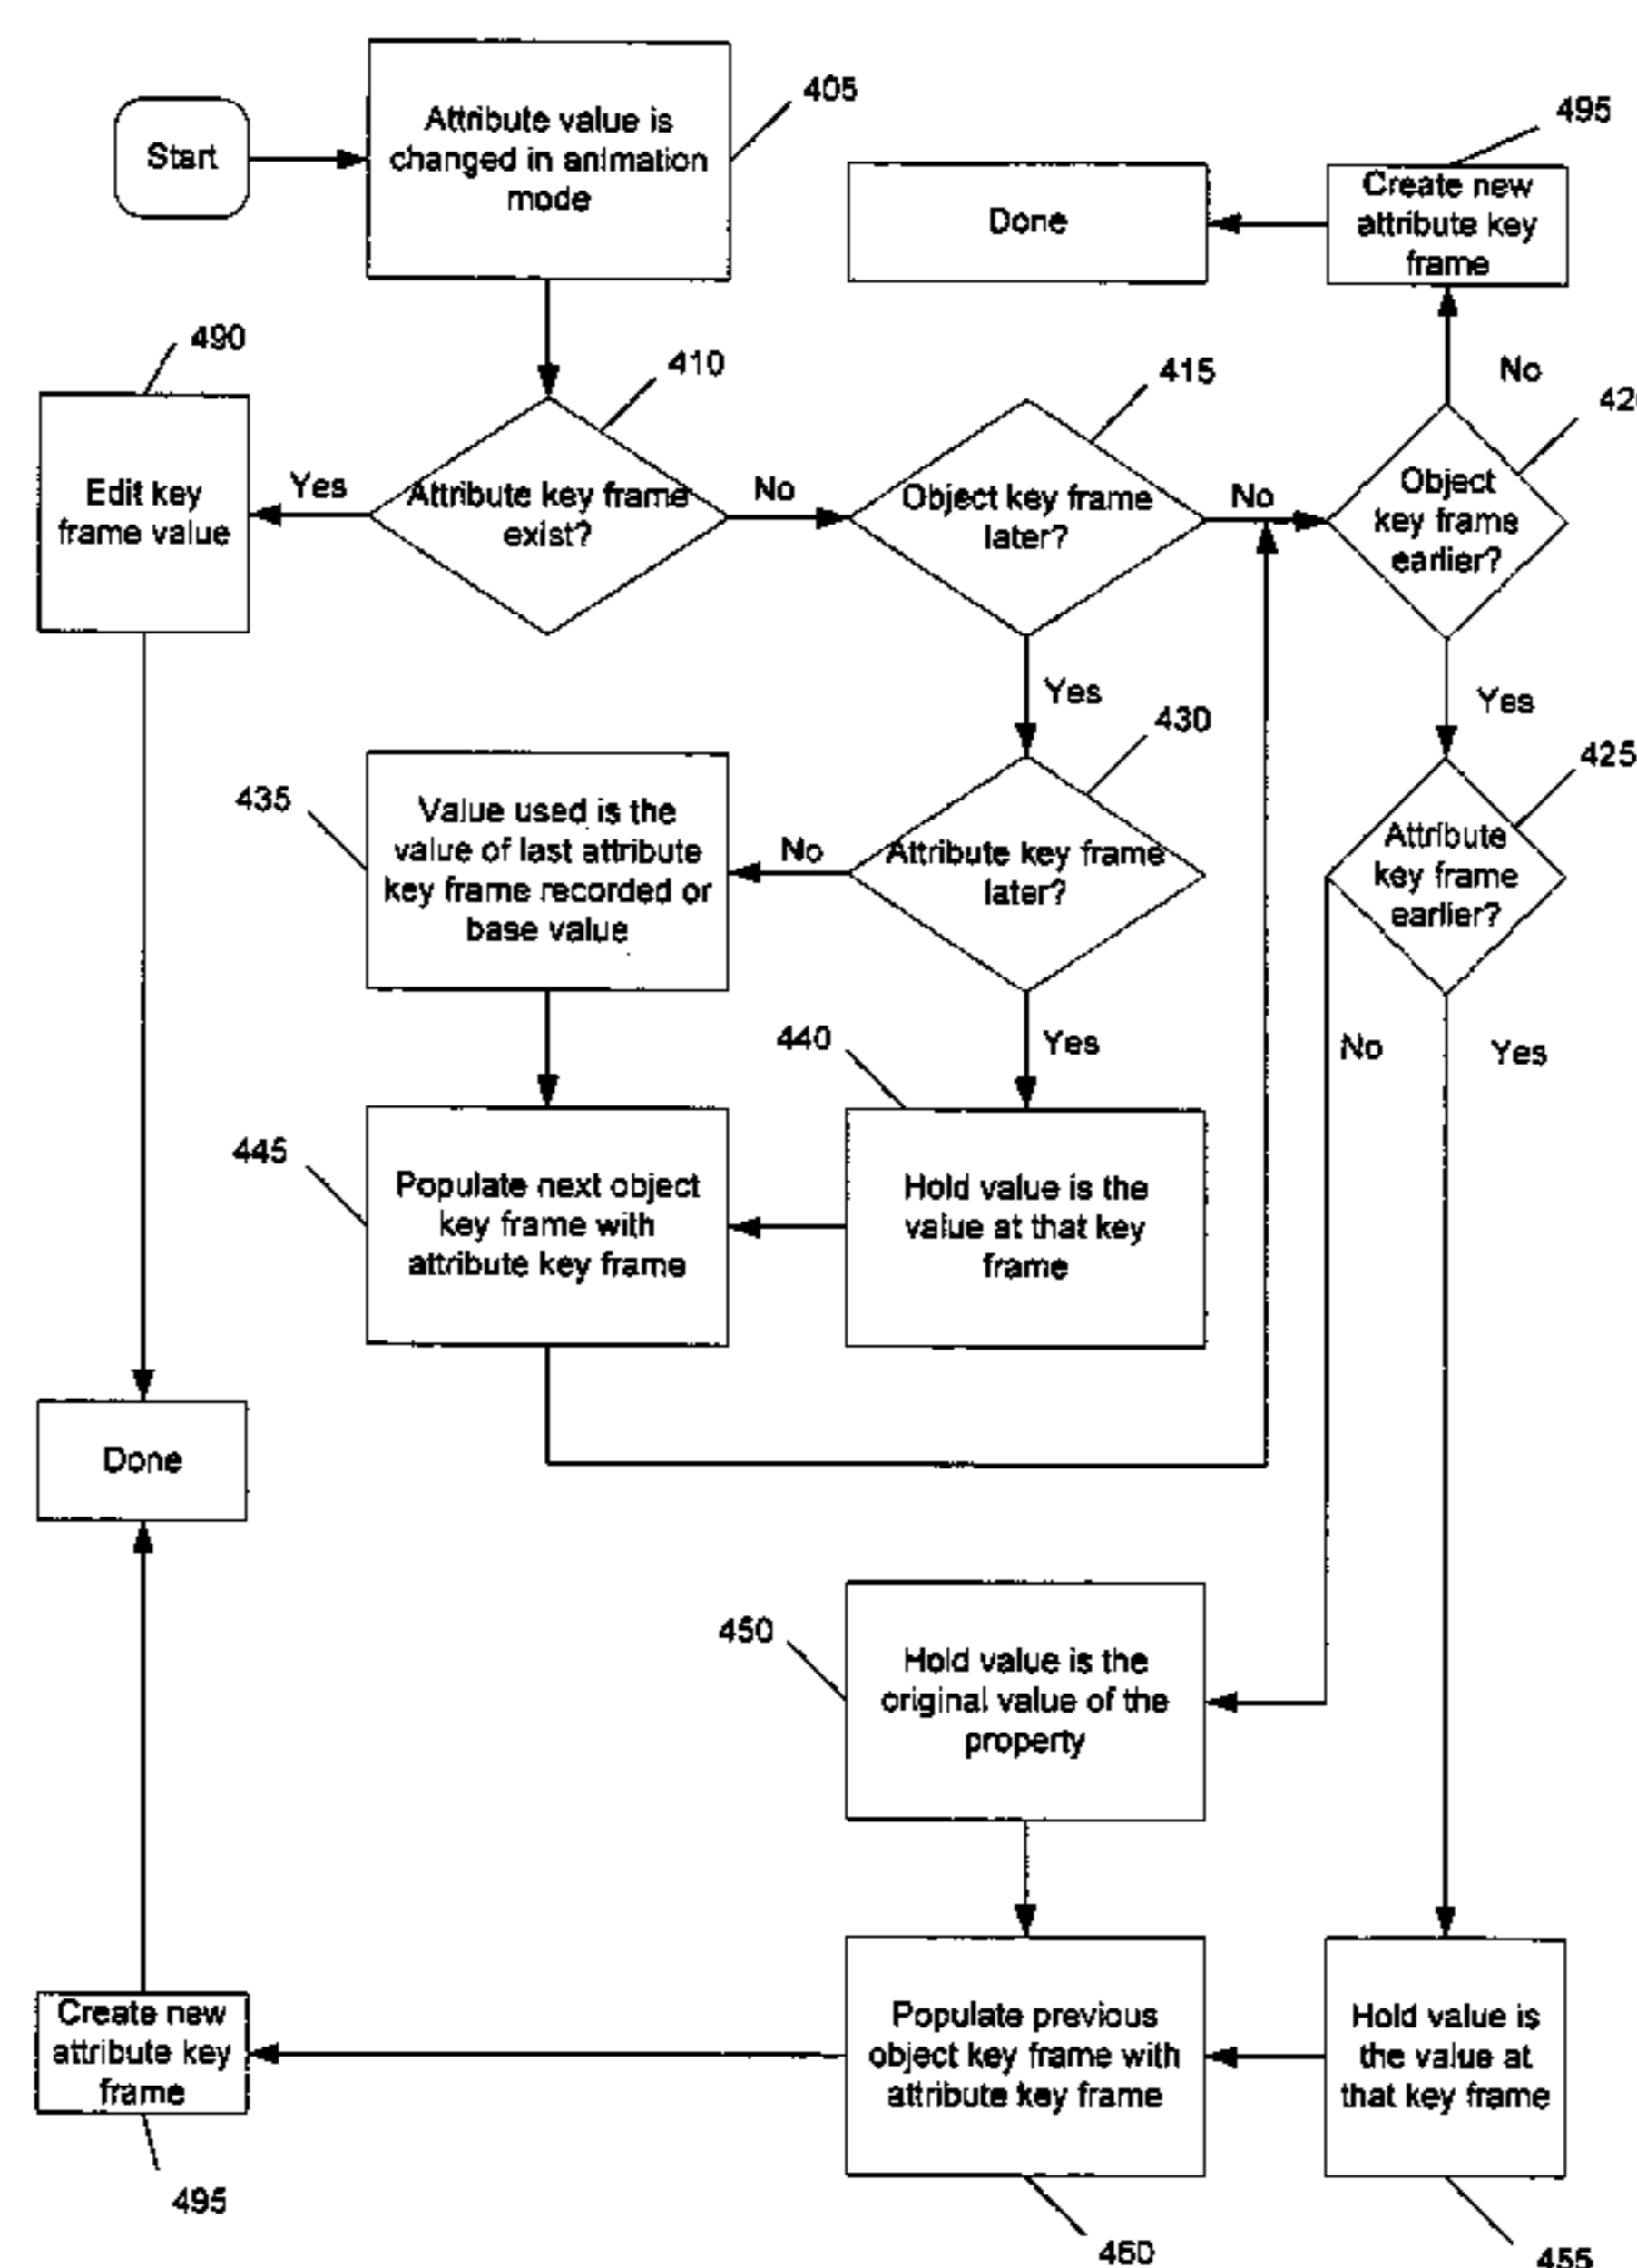 Start
Attribute value is
changed in animation
mode
405
Done
Create new
attribute key
frame
495
490
Edit key
frame value
Yes
410
Attribute key frame
exist?
No
415
Object key frame
later?
No
No
Object
key frame
earlier?
Yes
430
Yes
425
435
Value used is the
value of last attribute
key frame recorded or
base value
No
Attribute key frame
later?
Attribute
key frame
earlier?
440
Yes
No
Yes
445
Populate next object
key frame with
attribute key frame
Hold value is the
value at that key
frame
Done
450
Hold value is the
original value of the
property
Create new
attribute key
frame
495
Populate previous
object key frame with
attribute key frame
460
Hold value is
the value at
that key frame
455